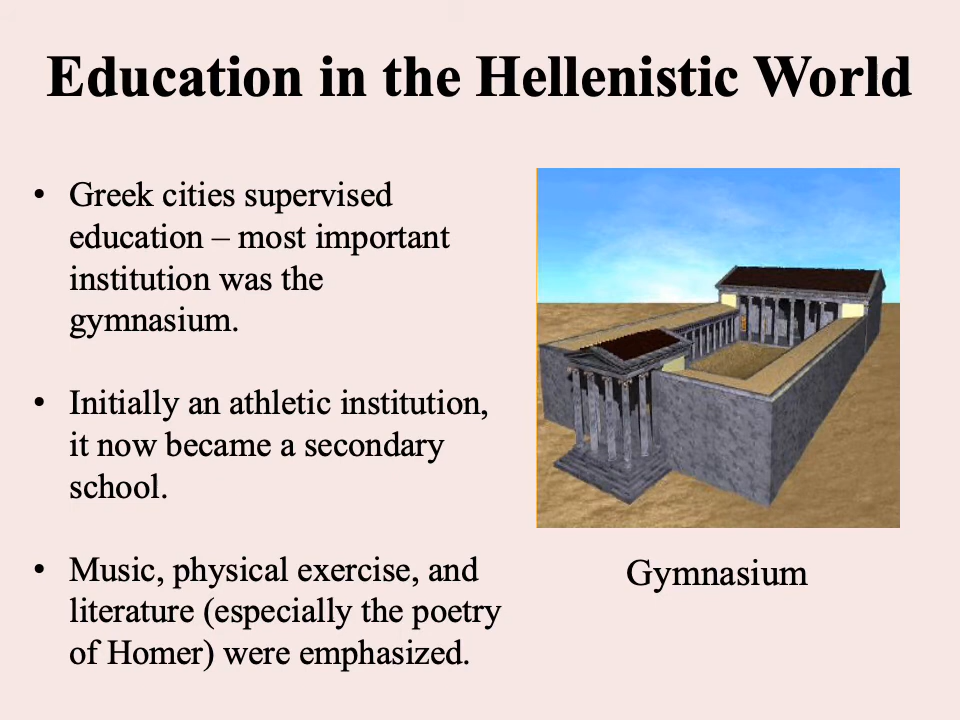 Education in the Hellenistic World
• Greek cities supervised
education – most important
institution was the
gymnasium.
• Initially an athletic institution,
it now became a secondary
school.
• Music, physical exercise, and
literature (especially the poetry
of Homer) were emphasized.
Gymnasium